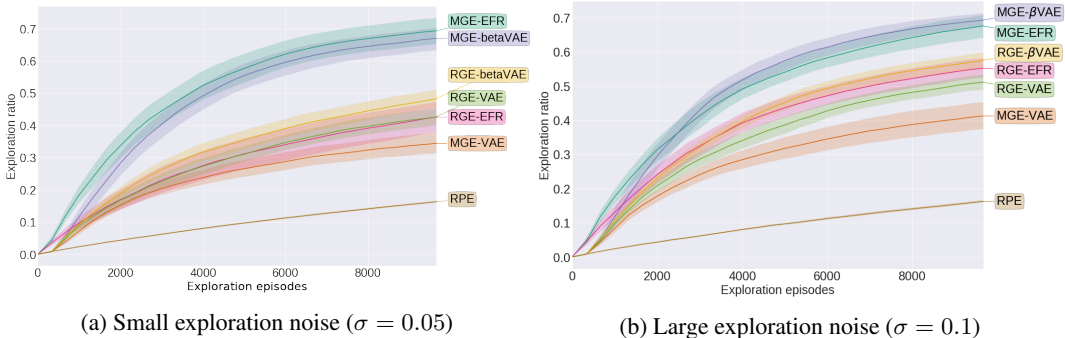 0.7
0.6
0.5
0.4
0.3
0.2
0.1
0.0
Exploration ratio
0
2000
4000
6000
8000
Exploration episodes
MGE-EFR
MGE-betaVAE
RGE-betaVAE
RGE-VAE
RGE-EFR
MGE-VAE
RPE
(a) Small exploration noise (σ = 0.05)
0.7
0.6
0.5
0.4
0.3
0.2
0.1
0.0
Exploration ratio
0
2000
4000
6000
8000
Exploration episodes
MGE-βVAE
MGE-EFR
RGE-βVAE
RGE-EFR
RGE-VAE
MGE-VAE
RPE
(b) Large exploration noise (σ = 0.1)